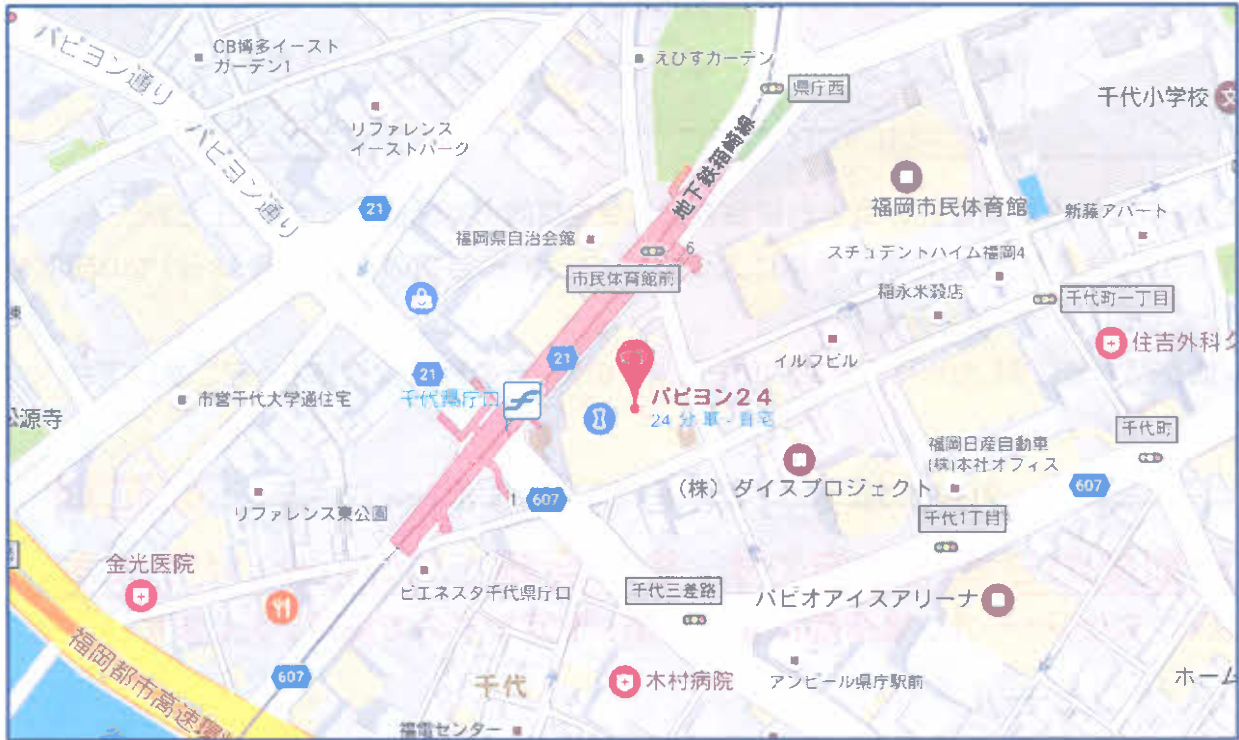 パピヨン通り
CB博多イースト
ガーデン1
えひすカーデン
県庁西
千代小学校
リファレンス
イーストパーク
パピヨン通り
地下鉄箱崎線
21
福岡市民体育館
新藤アパート
福岡県自治会館
6
スチュデントハイム福岡4
市民体育館前
稲永米穀店
千代町一丁目
住吉外科ク
イルフビル
21
21
千代県庁口
パピヨン24
24 分 車 - 自宅
市営千代大学通住宅
公源寺
千代町
福岡日産自動車
(株)本社オフィス
(株) ダイスプロジェクト
607
1
607
リファレンス東公園
千代1丁目
金光医院
ピエネスタ千代県庁口
千代三差路
パピオアイスアリーナ
福岡都市高速環
607
千代
木村病院
アンピール県庁駅前
ホーム
福電センター